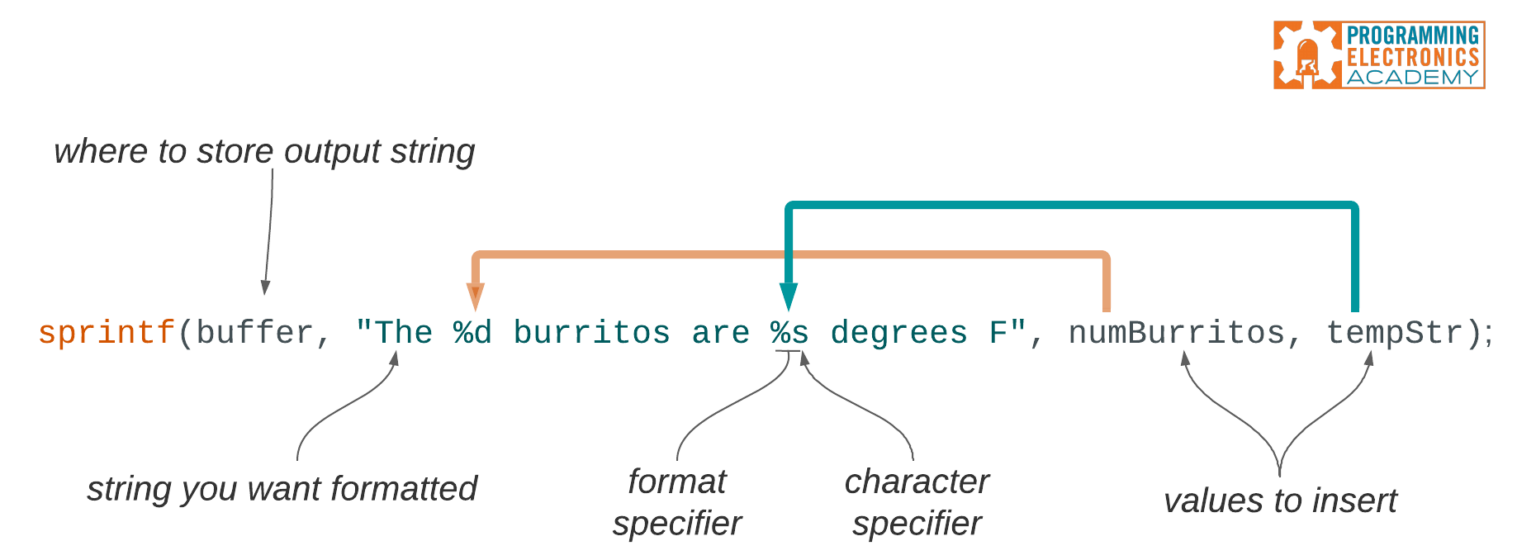 PROGRAMMING
ELECTRONICS
ACADEMY
where to store output string
sprintf(buffer, "The %d burritos are %s degrees F", numBurritos, tempStr);
string you want formatted
format
specifier
character
specifier
values to insert